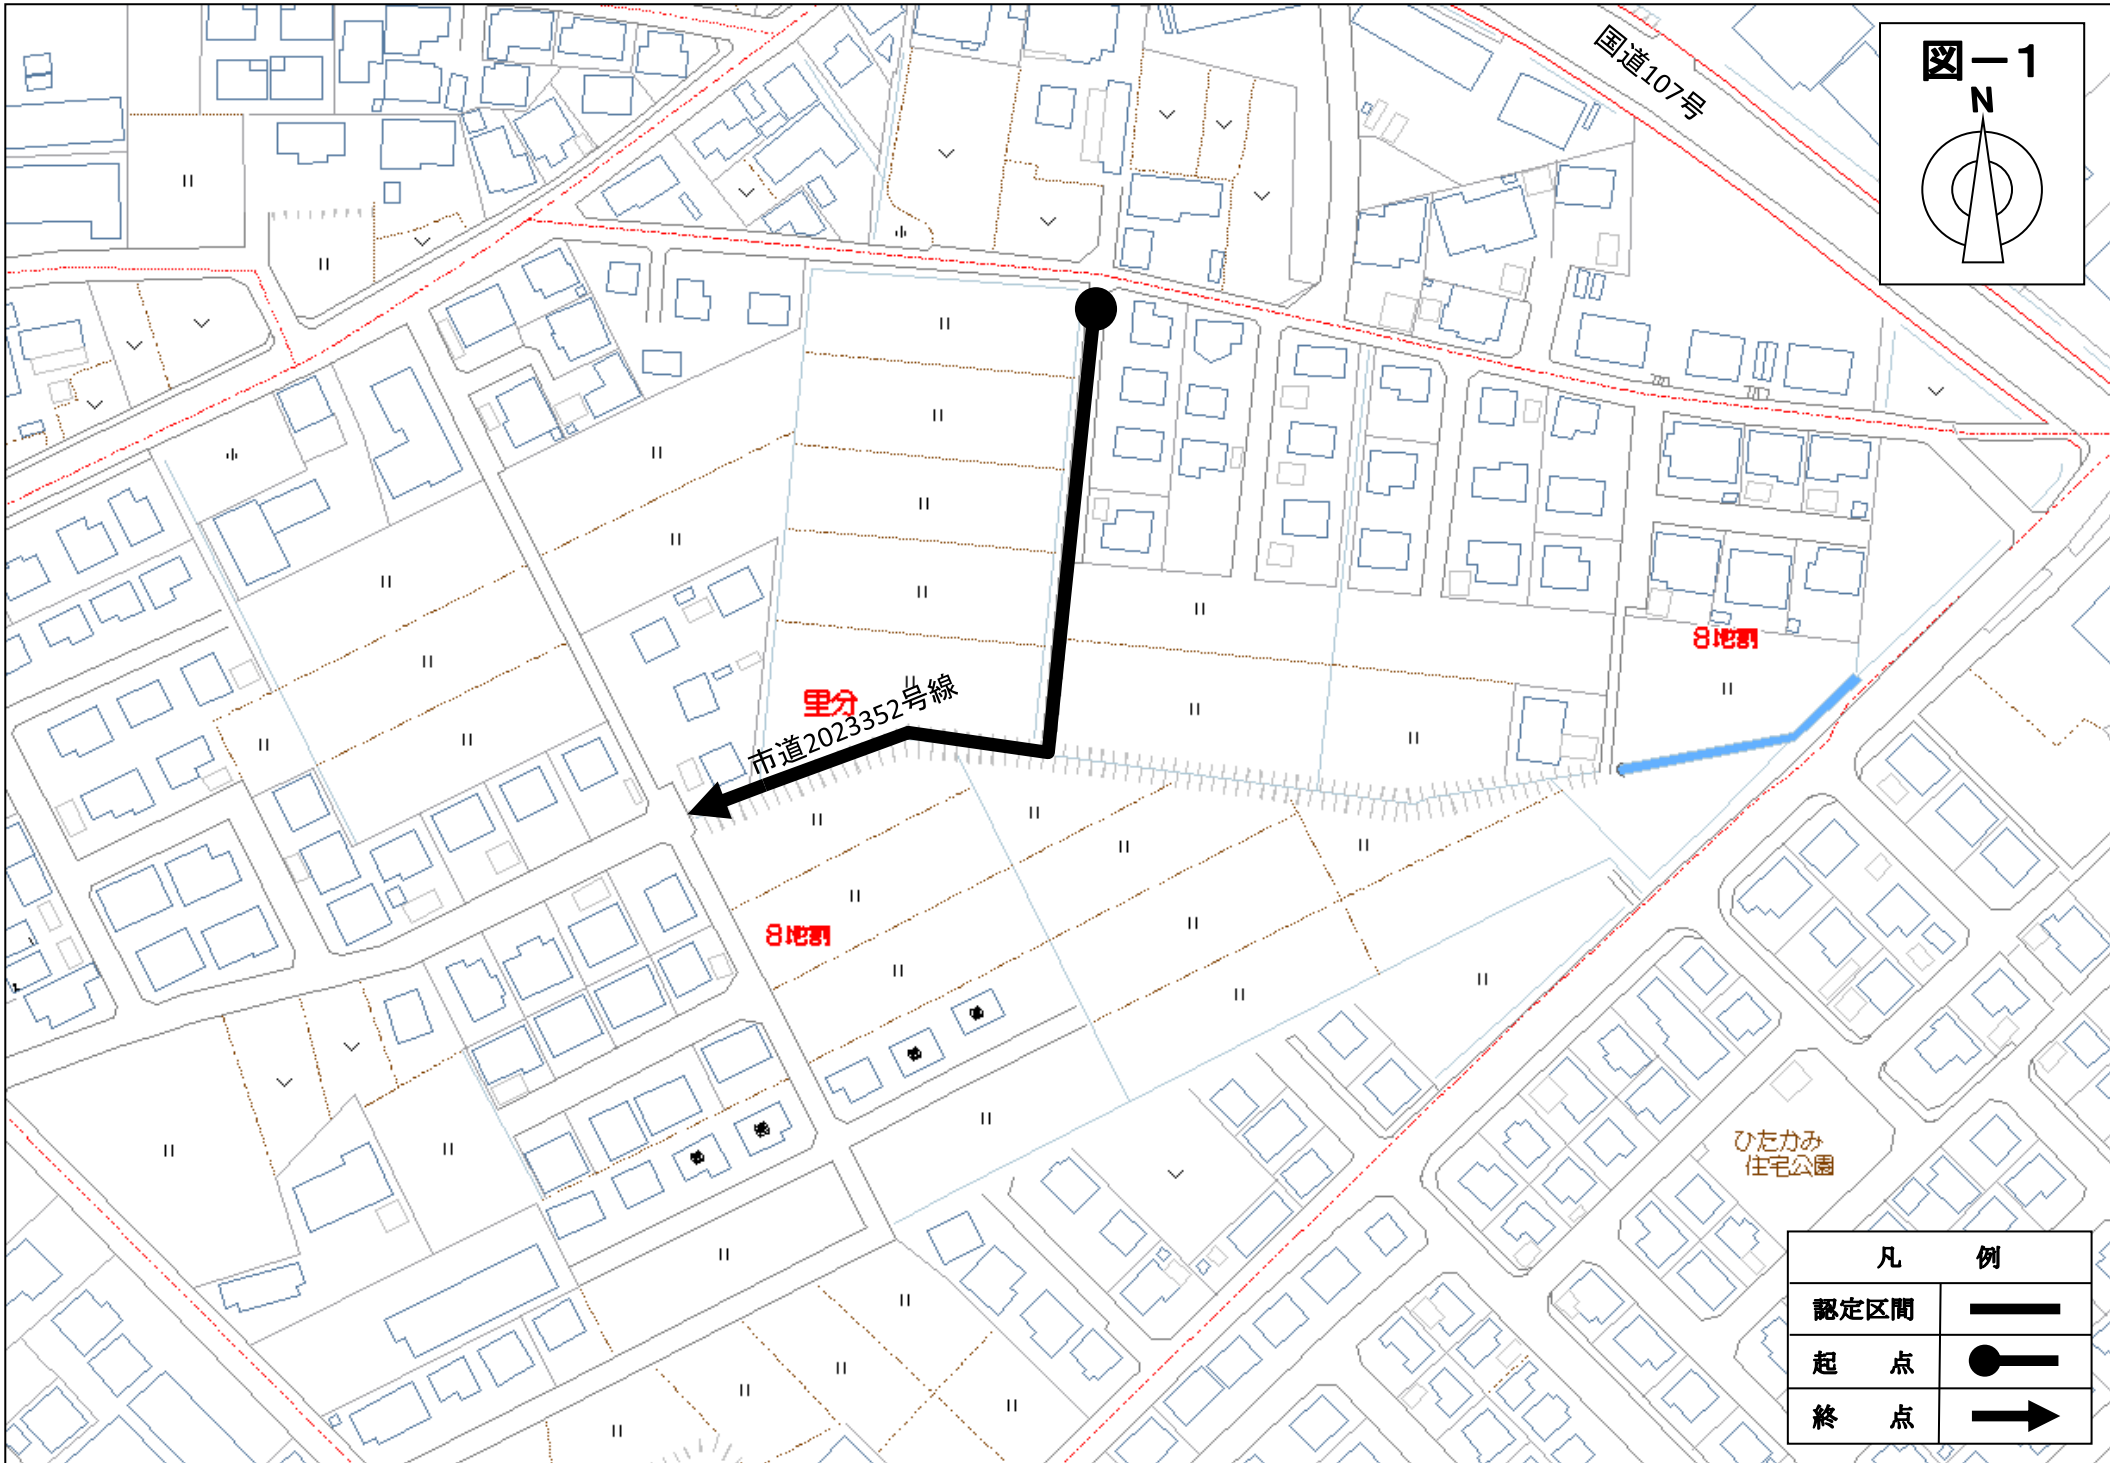 国道107号
図－1
N
8地割
里分
市道2023352号線
8地割
ひたかみ
住宅公園
凡 例
認定区間
起 点
終 点